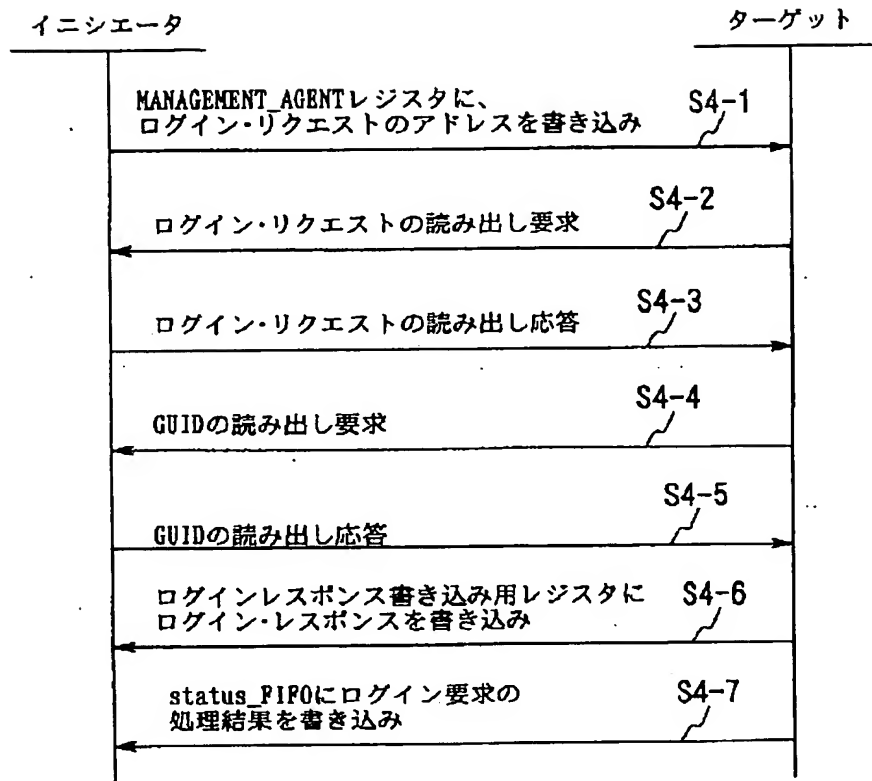 イニシエータ
ターゲット
MANAGEMENT_AGENTレジスタに、
ログイン・リクエストのアドレスを書き込み
S4-1
S4-2
ログイン・リクエストの読み出し要求
S4-3
ログイン・リクエストの読み出し応答
S4-4
GUIDの読み出し要求
S4-5
GUIDの読み出し応答
ログインレスポンス書き込み用レジスタに
ログイン・レスポンスを書き込み
S4-6
status_FIFOにログイン要求の
処理結果を書き込み
S4-7